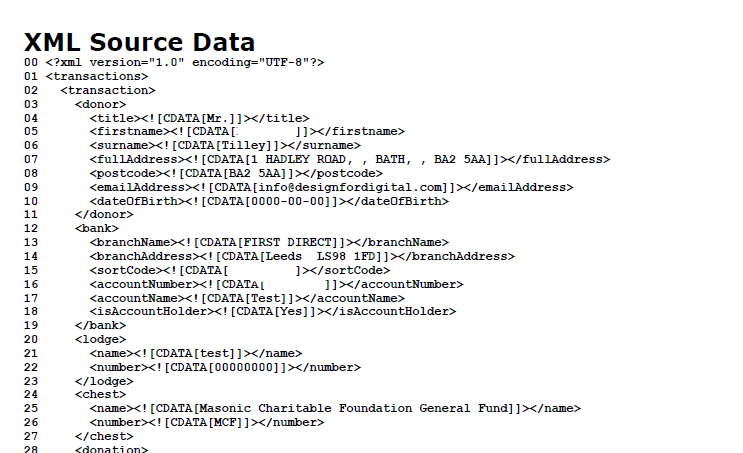 XML Source Data
00 <?xml version="1.0" encoding="UTF-8"?>
01 <transactions>
02 <transaction>
03 <donor>
04 <title><![CDATA[Mr.]]></title>
05 <firstname><![CDATA[ ]]></firstname>
06 <surname><![CDATA[Tilley]]></surname>
07 <fullAddress><![CDATA[1 HADLEY ROAD, , BATH, , BA2 5AA]]></fullAddress>
08 <postcode><![CDATA[BA2 5AA]]></postcode>
09 <emailAddress><![CDATA[info@designfordigital.com]]></emailAddress>
10 <dateOfBirth><![CDATA[0000-00-00]]></dateOfBirth>
11 </donor>
12 <bank>
13 <branchName><![CDATA[FIRST DIRECT]]></branchName>
14 <branchAddress><![CDATA[Leeds  LS98 1FD]]></branchAddress>
15 <sortCode><![CDATA[ ]></sortCode>
16 <accountNumber><![CDATA[ ]]></accountNumber>
17 <accountName><![CDATA[Test]]></accountName>
18 <isAccountHolder><![CDATA[Yes]]></isAccountHolder>
19 </bank>
20 <lodge>
21 <name><![CDATA[test]]></name>
22 <number><![CDATA[00000000]]></number>
23 </lodge>
24 <chest>
25 <name><![CDATA[Masonic Charitable Foundation General Fund]]></name>
26 <number><![CDATA[MCF]]></number>
27 </chest>
28 <donation>